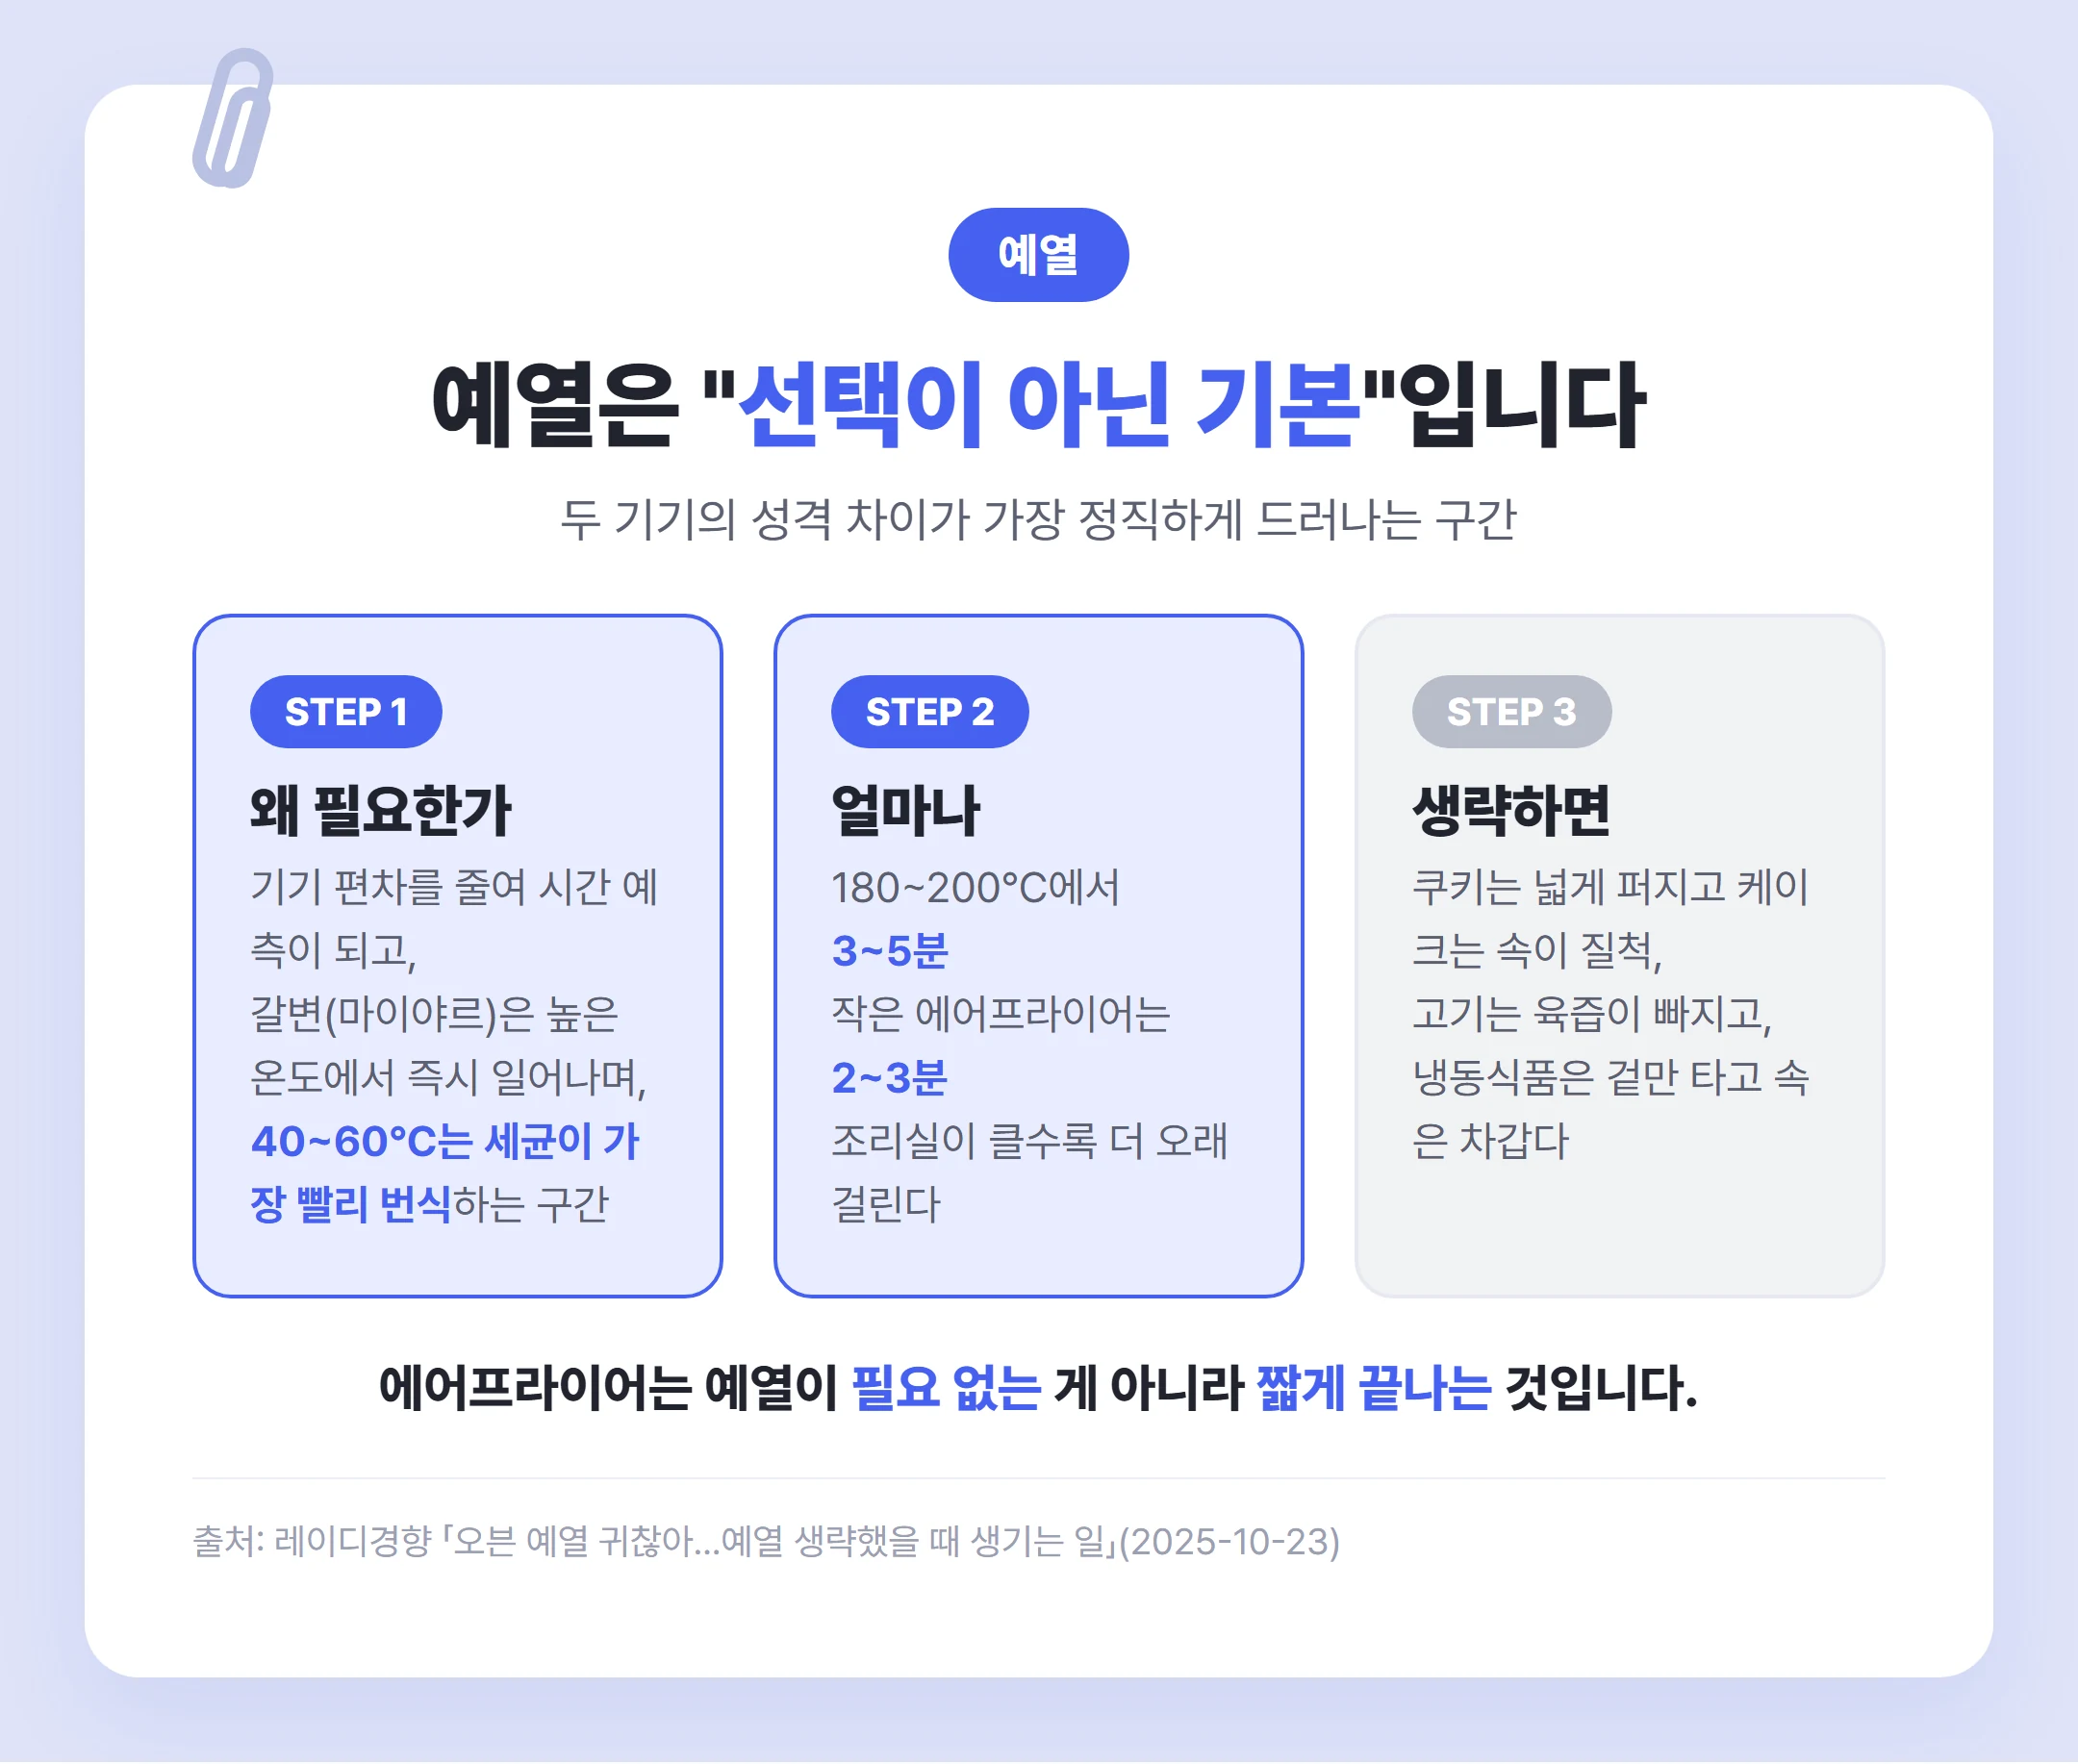 예열
예열은 "선택이 아닌 기본"입니다
두 기기의 성격 차이가 가장 정직하게 드러나는 구간
STEP 1
왜 필요한가
기기 편차를 줄여 시간 예
측이 되고,
갈변(마이야르)은 높은
온도에서 즉시 일어나며,
40~60°C는 세균이 가
장 빨리 번식하는 구간
STEP 2
얼마나
180~200°C에서
3~5분
작은 에어프라이어는
2~3분
조리실이 클수록 더 오래
걸린다
STEP 3
생략하면
쿠키는 넓게 퍼지고 케이
크는 속이 질척,
고기는 육즙이 빠지고,
냉동식품은 겉만 타고 속
은 차갑다
에어프라이어는 예열이 필요 없는 게 아니라 짧게 끝나는 것입니다.
출처: 레이디경향 「오븐 예열 귀찮아…예열 생략했을 때 생기는 일」(2025-10-23)